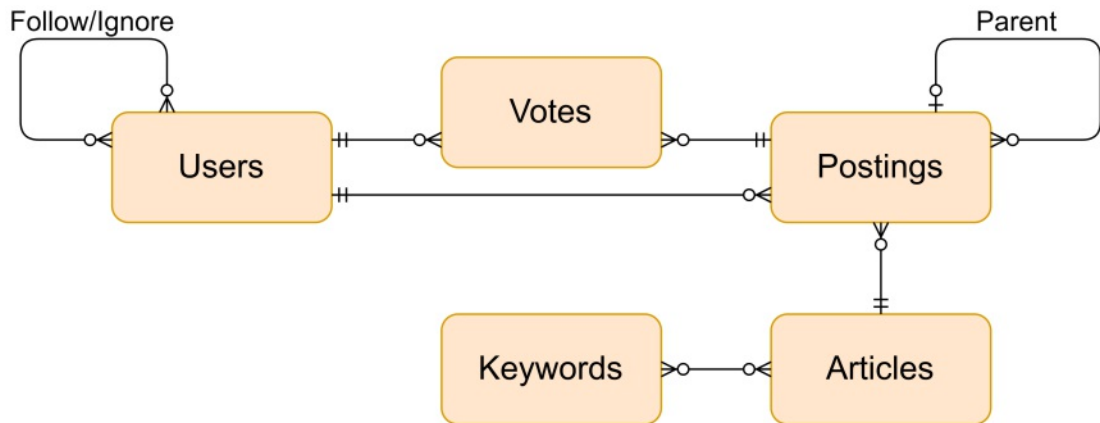 Follow/Ignore
Parent
Votes
Users
Postings
Keywords
Articles